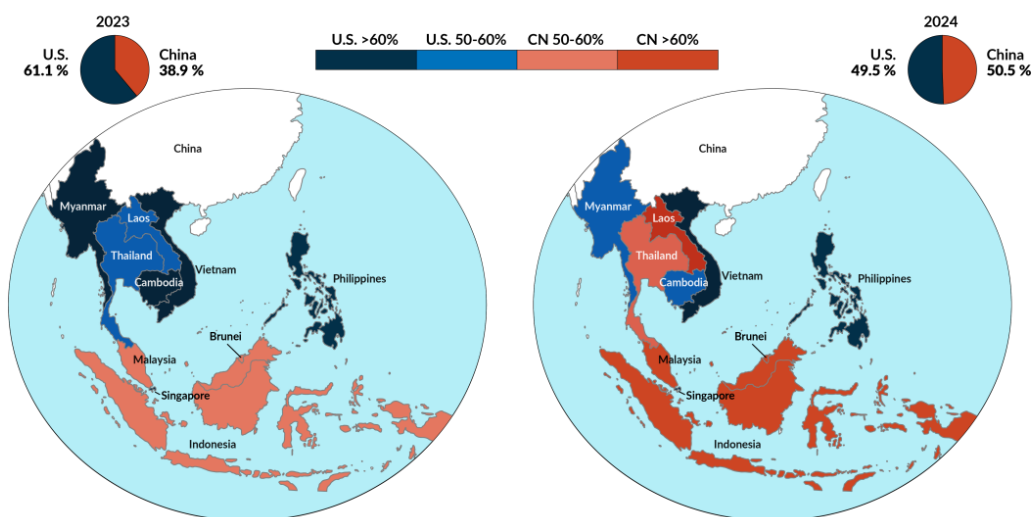 2023
U.S.
61.1 %
China
38.9 %
U.S. >60%
U.S. 50-60%
CN 50-60%
CN >60%
2024
U.S.
49.5 %
China
50.5 %
China
Myanmar
Laos
Thailand
Vietnam
Cambodia
Philippines
Brunei
Malaysia
Singapore
Indonesia
China
Myanmar
Laos
Thailand
Vietnam
Cambodia
Philippines
Brunei
Malaysia
Singapore
Indonesia